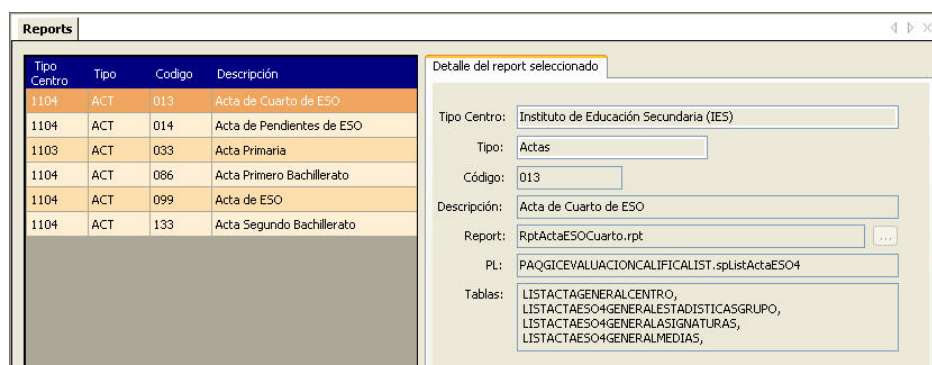 Reports
Tipo Centro Tipo Codigo Descripción
1104 ACT 013 Acta de Cuarto de ESO
1104 ACT 014 Acta de Pendientes de ESO
1103 ACT 033 Acta Primaria
1104 ACT 086 Acta Primero Bachillerato
1104 ACT 099 Acta de ESO
1104 ACT 133 Acta Segundo Bachillerato
Detalle del report seleccionado
Tipo Centro: Instituto de Educación Secundaria (IES)
Tipo: Actas
Código: 013
Descripción: Acta de Cuarto de ESO
Report: RptActaESOCuarto.rpt ...
PL: PAQGICEVALUACIONCALIFICALIST.spListActaESO4
Tablas: LISTACTAGENERALCENTRO,
LISTACTAESO4GENERALESTADISTICASGRUPO,
LISTACTAESO4GENERALASIGNATURAS,
LISTACTAESO4GENERALMEDIAS,